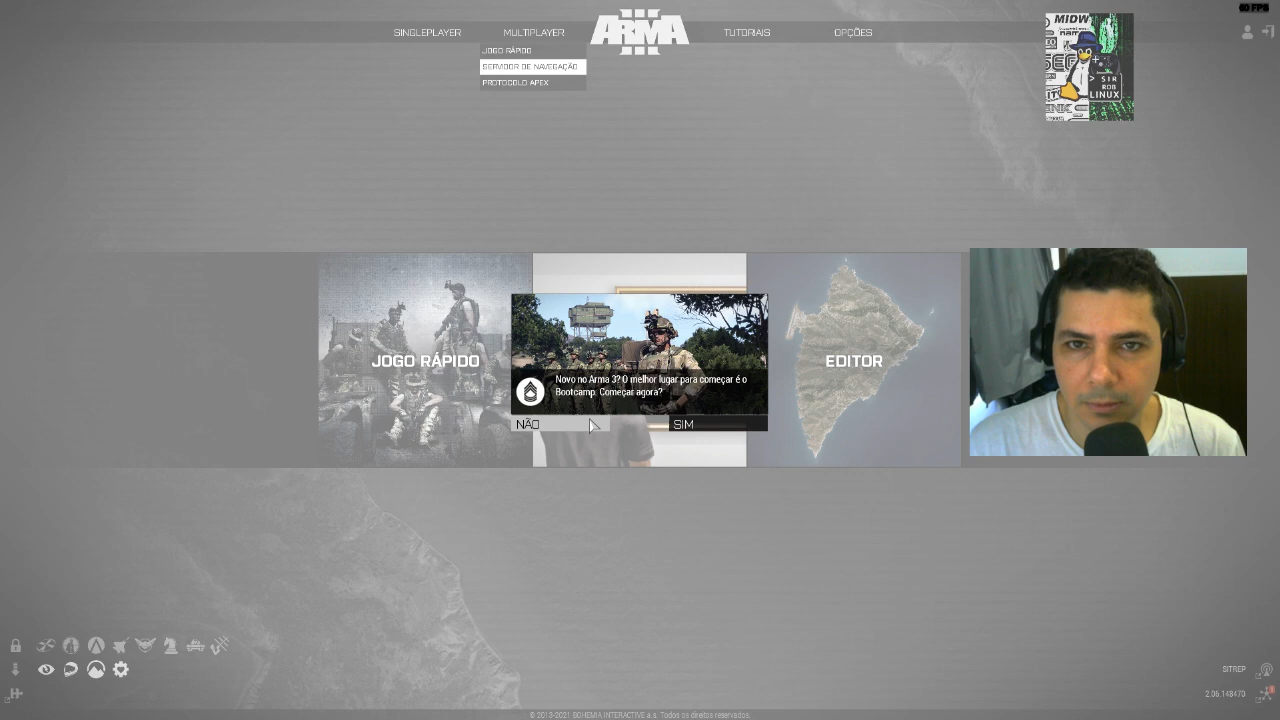 60 FPS
SINGLEPLAYER
MULTIPLAYER
ARMA
III
TUTORIAIS
OPÇÕES
JOGO RÁPIDO
SERVIDOR DE NAVEGAÇÃO
PROTOCOLO APEX
MIDW
> SIR
ROB
LINUX
JOGO RÁPIDO
EDITOR
Novo no Arma 3? O melhor lugar para começar é o
Bootcamp. Começar agora?
NÃO
SIM
SITREP
2.06.148470
© 2013-2021 BOHEMIA INTERACTIVE a.s. Todos os direitos reservados.